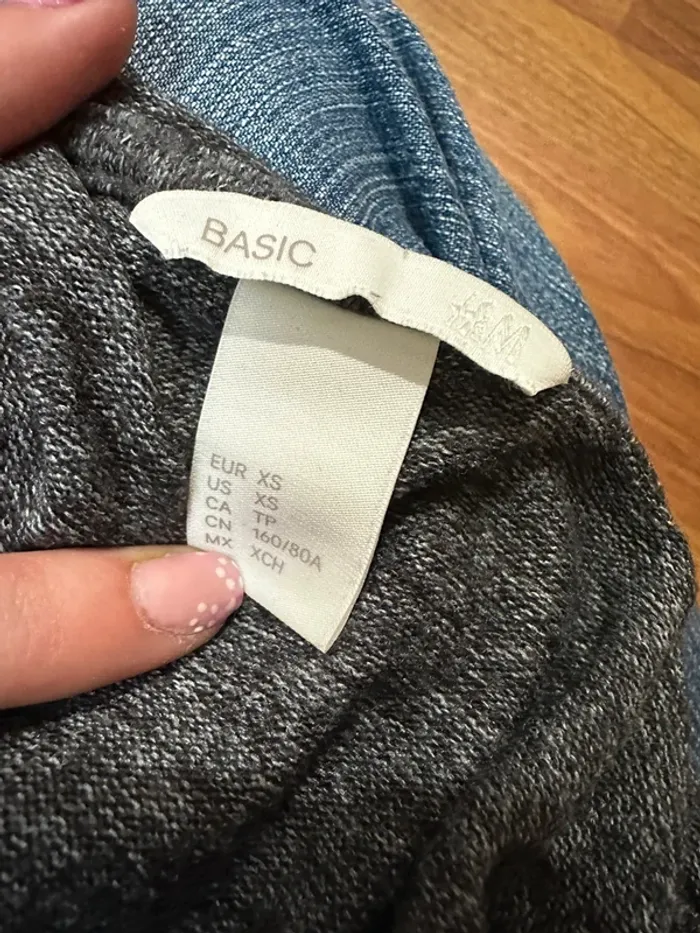 BASIC
H&M
EUR XS
US XS
CA TP
CN 160/80A
MX XCH